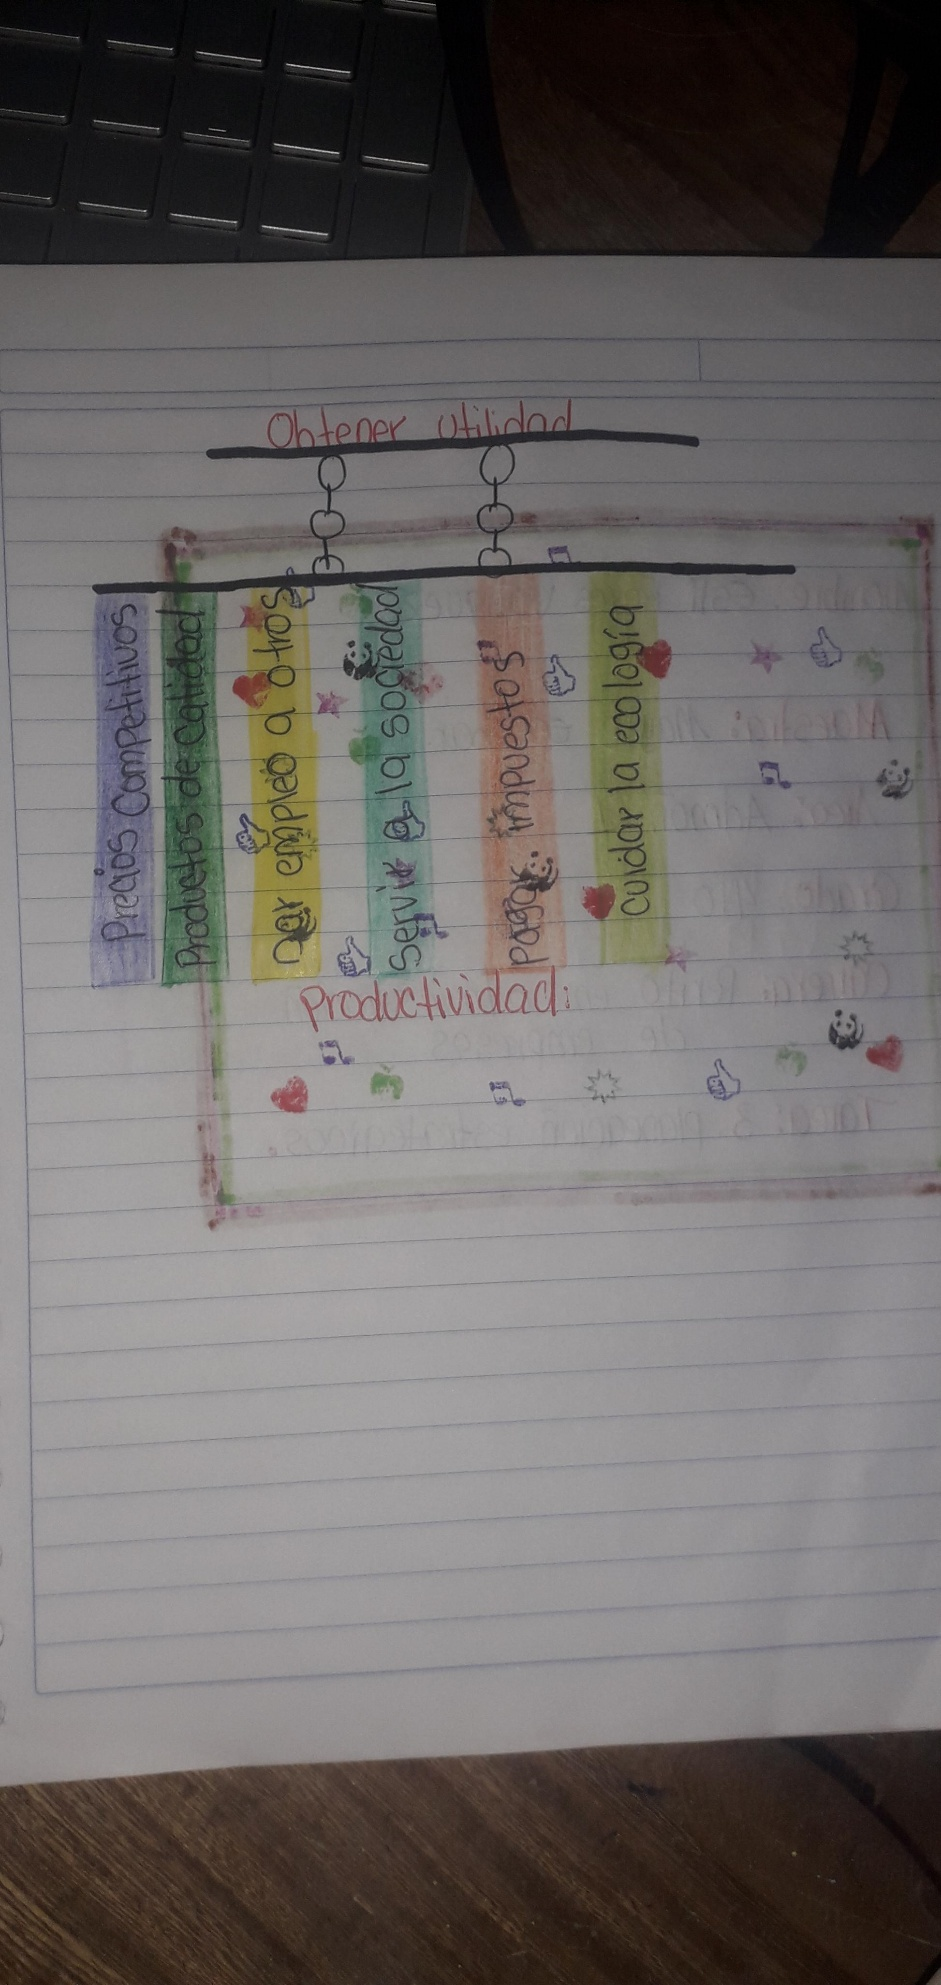 Obtener utilidad
Precios Competitivos
Productos de calidad
Dar empleo a otros
Servir a la sociedad
pagar impuestos
cuidar la ecología
Productividad: